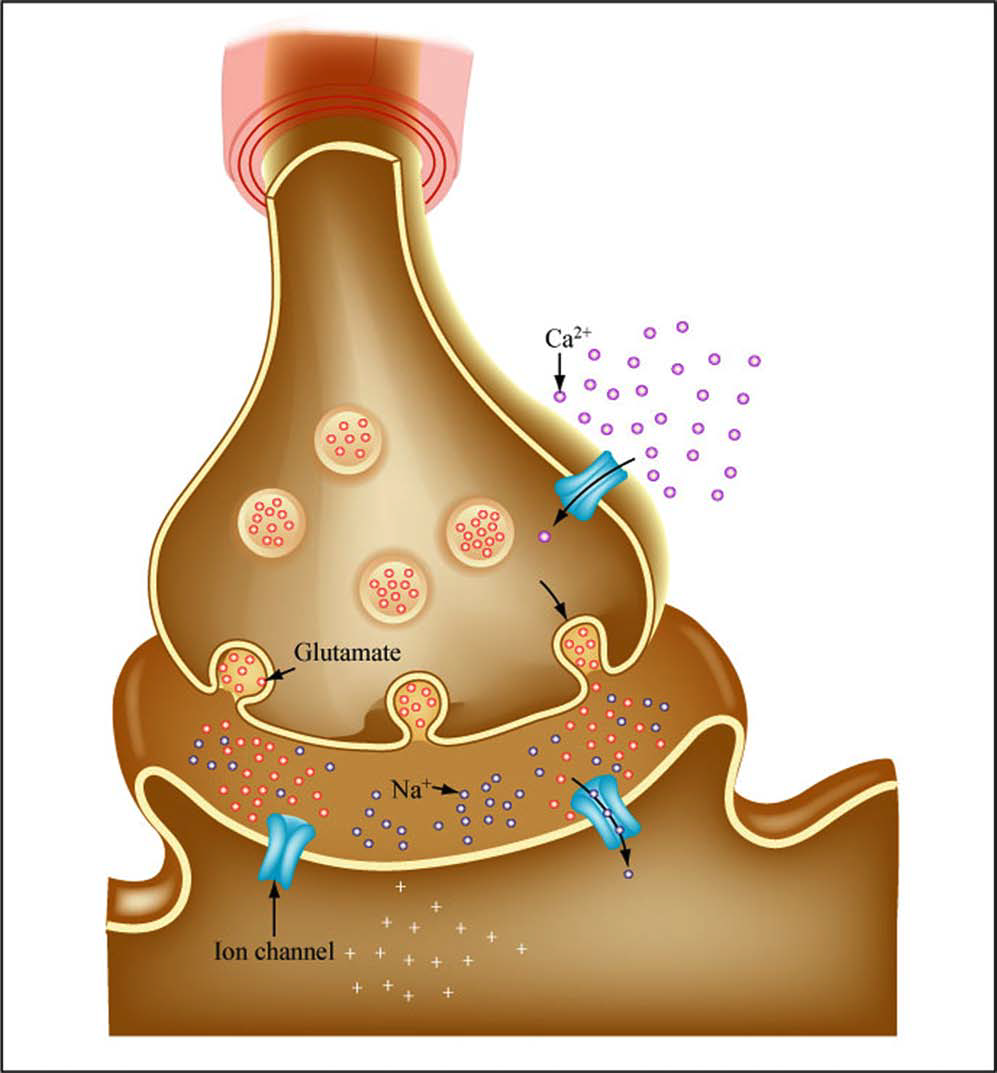 Ca²⁺
Glutamate
Na⁺
Ion channel